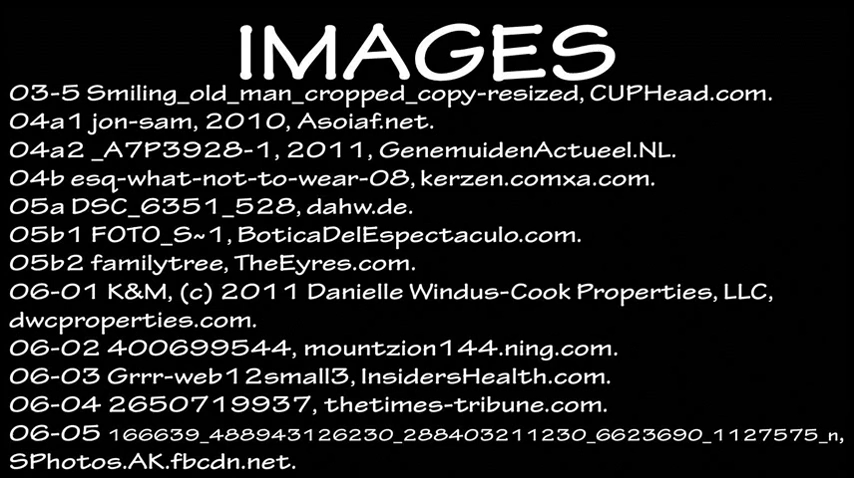 IMAGES
03-5 Smiling_old_man_cropped_copy-resized, CUPHead.com.
04a1 jon-sam, 2010, Asoiaf.net.
04a2 _A7P3928-1, 2011, GenemuidenActueel.NL.
04b esq-what-not-to-wear-08, kerzen.comxa.com.
05a DSC_6351_528, dahw.de.
05b1 FOTO_S~1, BoticaDelEspectaculo.com.
05b2 familytree, TheEyres.com.
06-01 K&M, (c) 2011 Danielle Windus-Cook Properties, LLC,
dwcproperties.com.
06-02 400699544, mountzion144.ning.com.
06-03 Grrr-web12small3, InsidersHealth.com.
06-04 2650719937, thetimes-tribune.com.
06-05 166639_488943126230_288403211230_6623690_1127575_n,
SPhotos.AK.fbcdn.net.